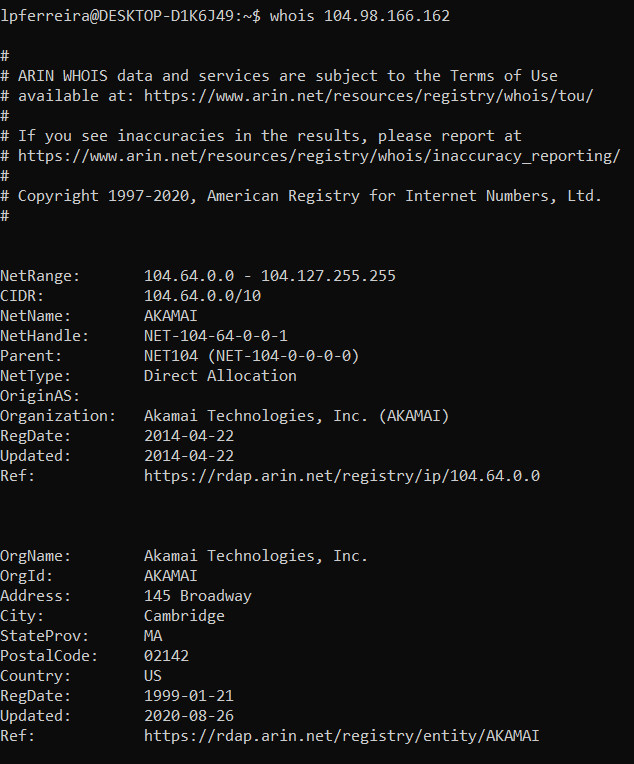 lpferreira@DESKTOP-D1K6J49:~$ whois 104.98.166.162
#
# ARIN WHOIS data and services are subject to the Terms of Use
# available at: https://www.arin.net/resources/registry/whois/tou/
#
# If you see inaccuracies in the results, please report at
# https://www.arin.net/resources/registry/whois/inaccuracy_reporting/
#
# Copyright 1997-2020, American Registry for Internet Numbers, Ltd.
#
NetRange: 104.64.0.0 - 104.127.255.255
CIDR: 104.64.0.0/10
NetName: AKAMAI
NetHandle: NET-104-64-0-0-1
Parent: NET104 (NET-104-0-0-0-0)
NetType: Direct Allocation
OriginAS:
Organization: Akamai Technologies, Inc. (AKAMAI)
RegDate: 2014-04-22
Updated: 2014-04-22
Ref: https://rdap.arin.net/registry/ip/104.64.0.0
OrgName: Akamai Technologies, Inc.
OrgId: AKAMAI
Address: 145 Broadway
City: Cambridge
StateProv: MA
PostalCode: 02142
Country: US
RegDate: 1999-01-21
Updated: 2020-08-26
Ref: https://rdap.arin.net/registry/entity/AKAMAI